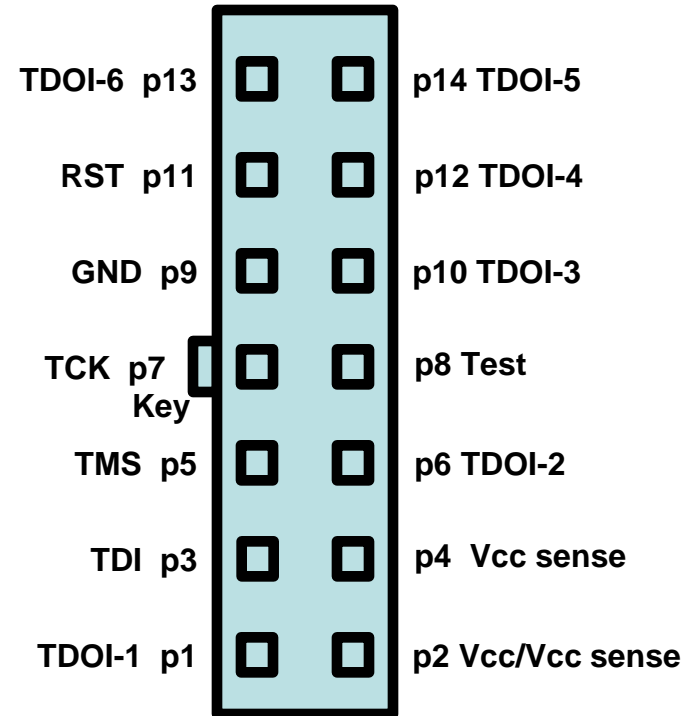 TDOI-6 p13
p14 TDOI-5
RST p11
p12 TDOI-4
GND p9
p10 TDOI-3
TCK p7
Key
p8 Test
TMS p5
p6 TDOI-2
TDI p3
p4 Vcc sense
TDOI-1 p1
p2 Vcc/Vcc sense